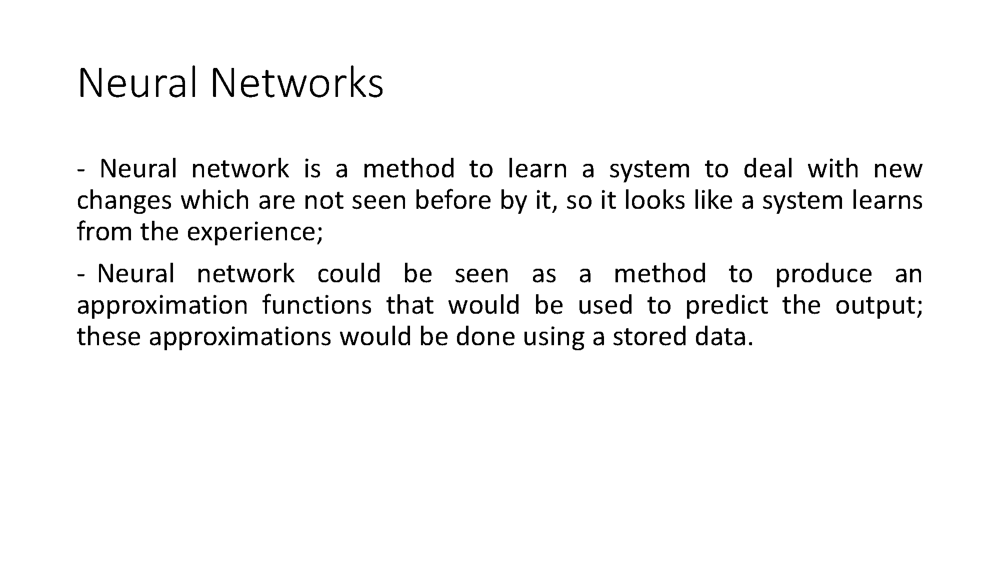 Neural Networks
- Neural network is a method to learn a system to deal with new
changes which are not seen before by it, so it looks like a system learns
from the experience;
- Neural network could be seen as a method to produce an
approximation functions that would be used to predict the output;
these approximations would be done using a stored data.